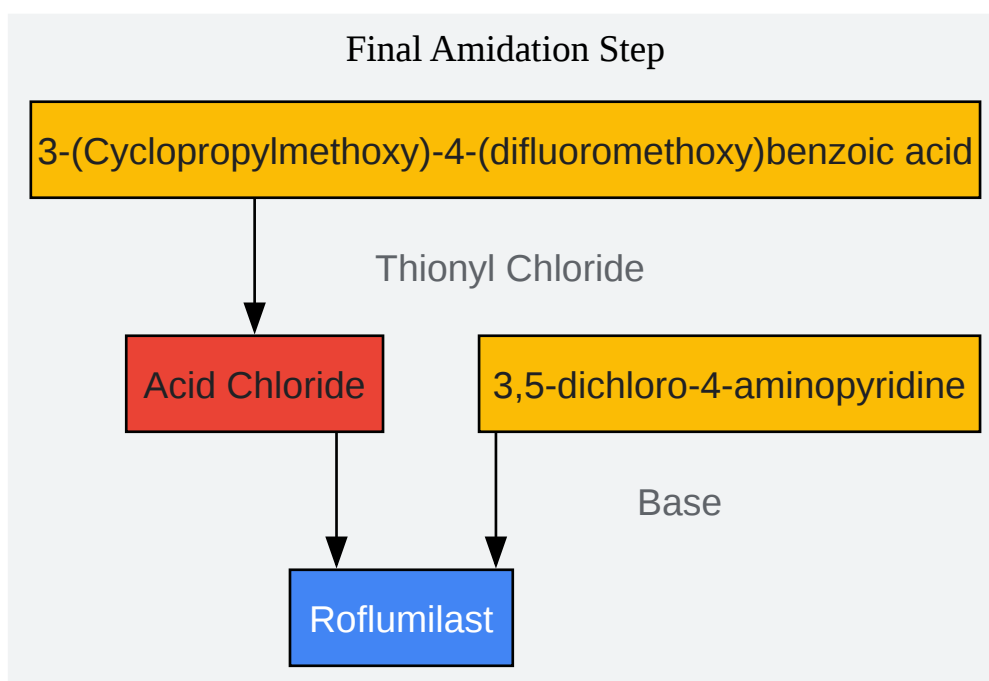 Final Amidation Step
3-(Cyclopropylmethoxy)-4-(difluoromethoxy)benzoic acid
Thionyl Chloride
Acid Chloride
3,5-dichloro-4-aminopyridine
Base
Roflumilast